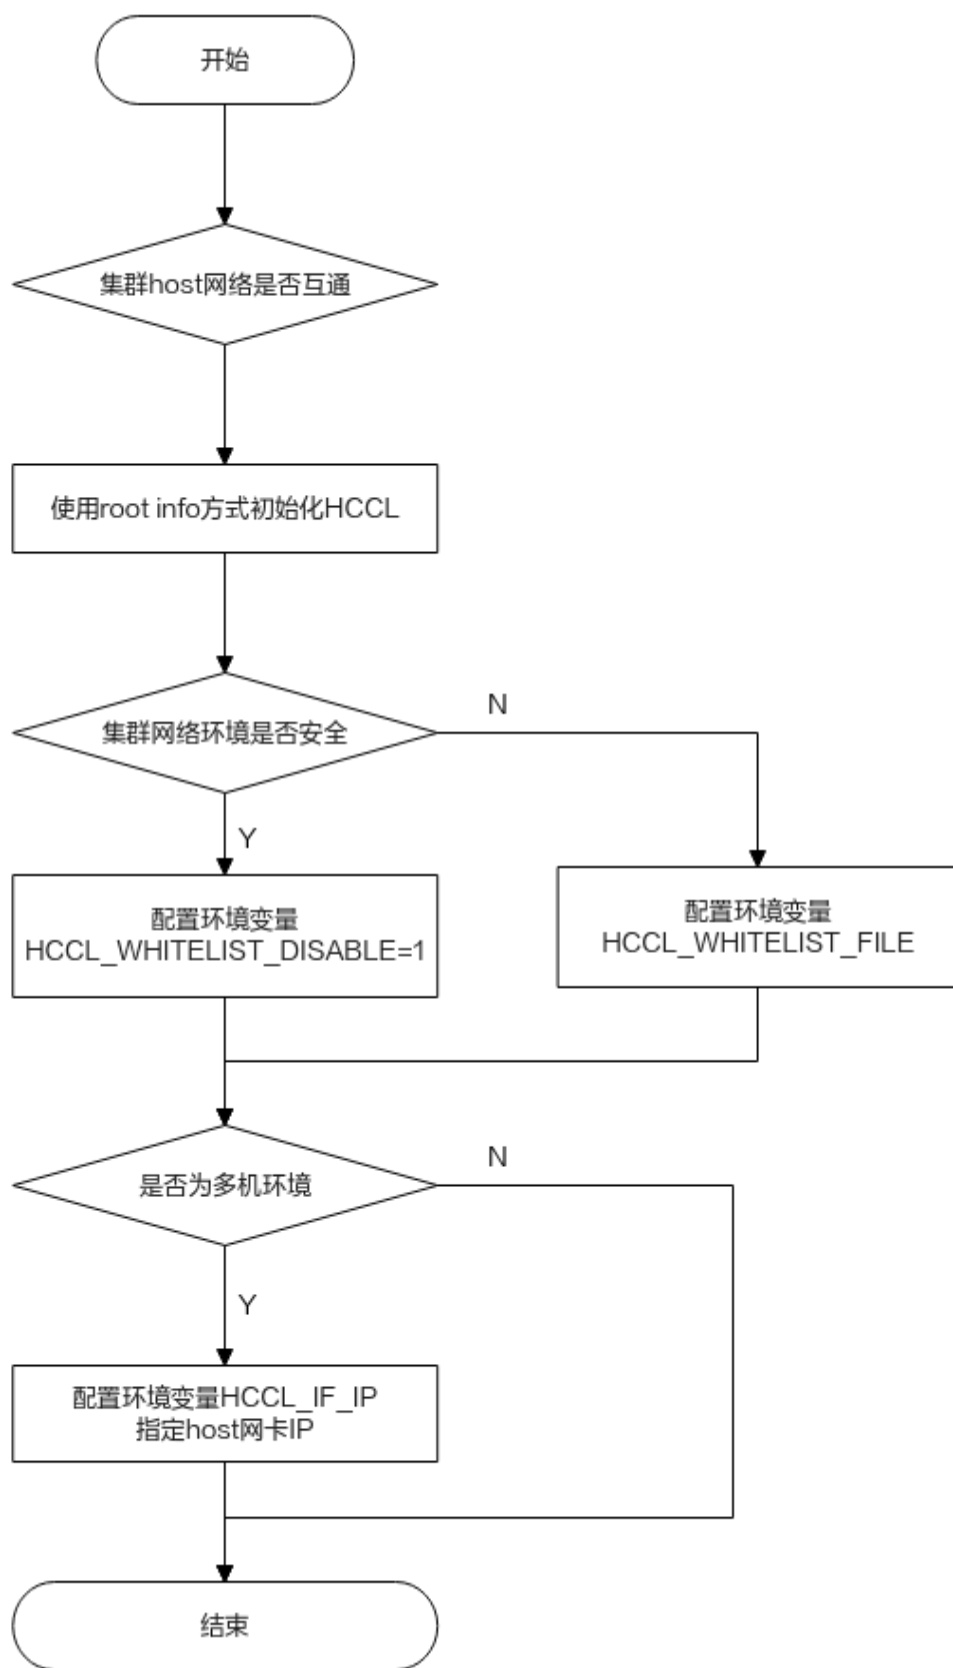 开始
集群host网络是否互通
使用root info方式初始化HCCL
集群网络环境是否安全
N
Y
配置环境变量
HCCL_WHITELIST_DISABLE=1
配置环境变量
HCCL_WHITELIST_FILE
是否为多机环境
N
Y
配置环境变量HCCL_IF_IP
指定host网卡IP
结束